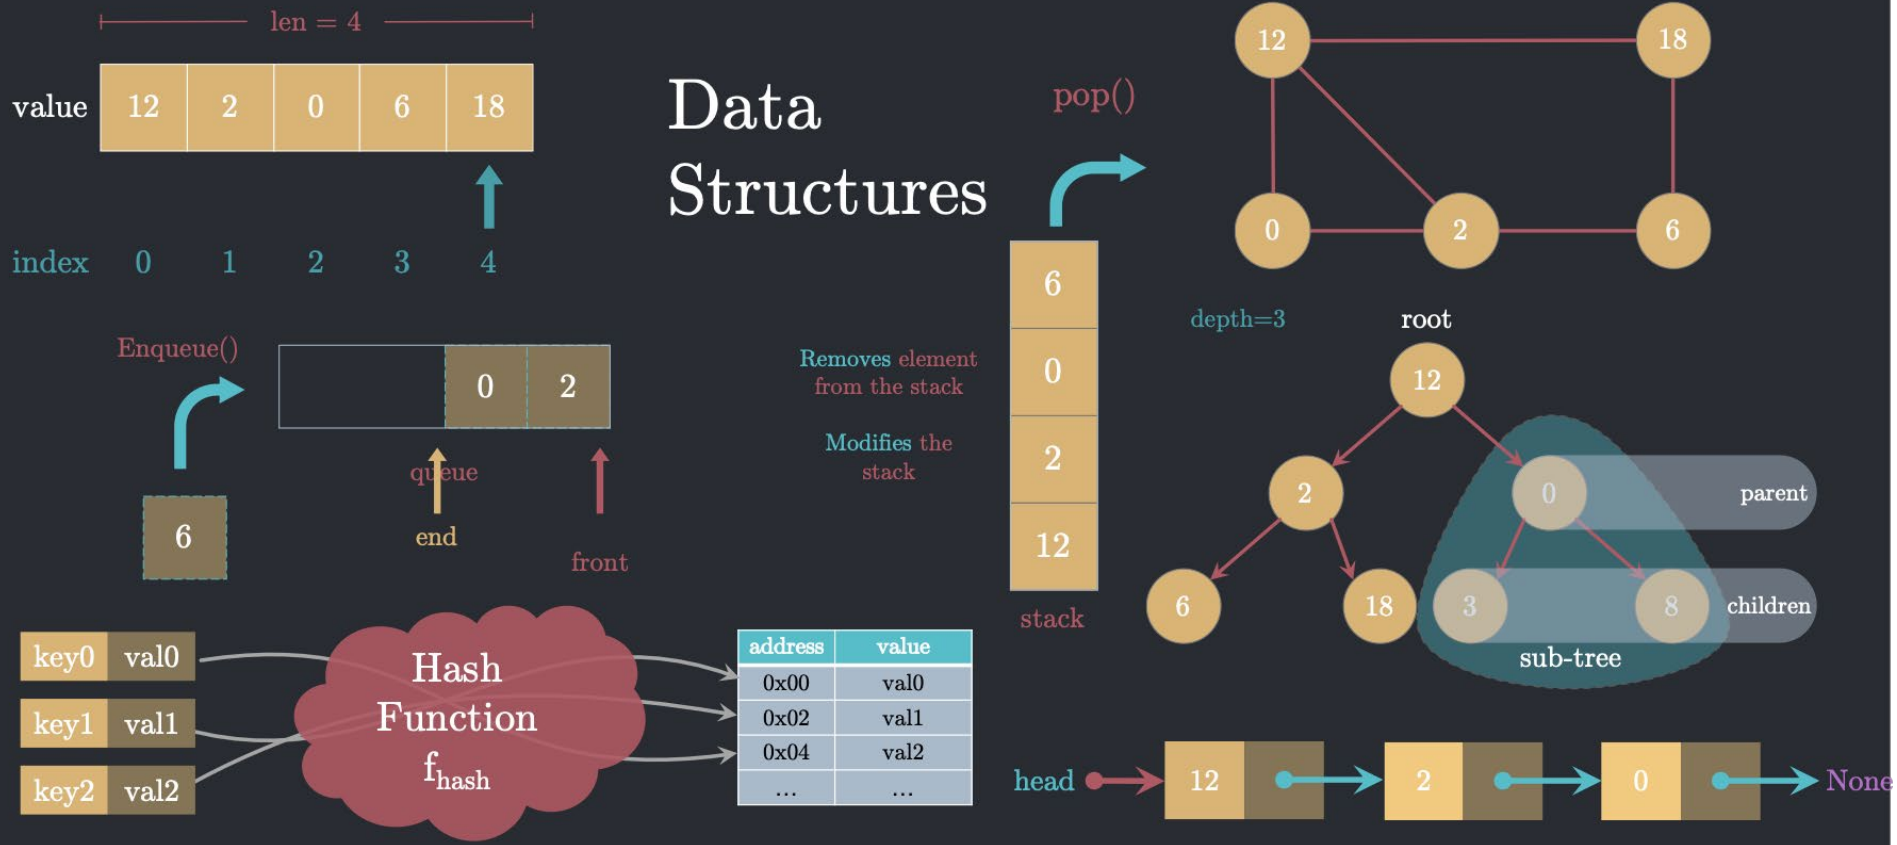 len = 4
value 12 2 0 6 18
index 0 1 2 3 4
Data
Structures
Enqueue()
0 2
queue
end
front
6
pop()
6
0
2
12
stack
Removes element
from the stack
Modifies the
stack
12 18
0 2 6
depth=3
root
12
2 0 parent
6 18 3 8 children
sub-tree
key0 val0
key1 val1
key2 val2
Hash
Function
fhash
address value
0x00 val0
0x02 val1
0x04 val2
... ...
head 12 2 0 None